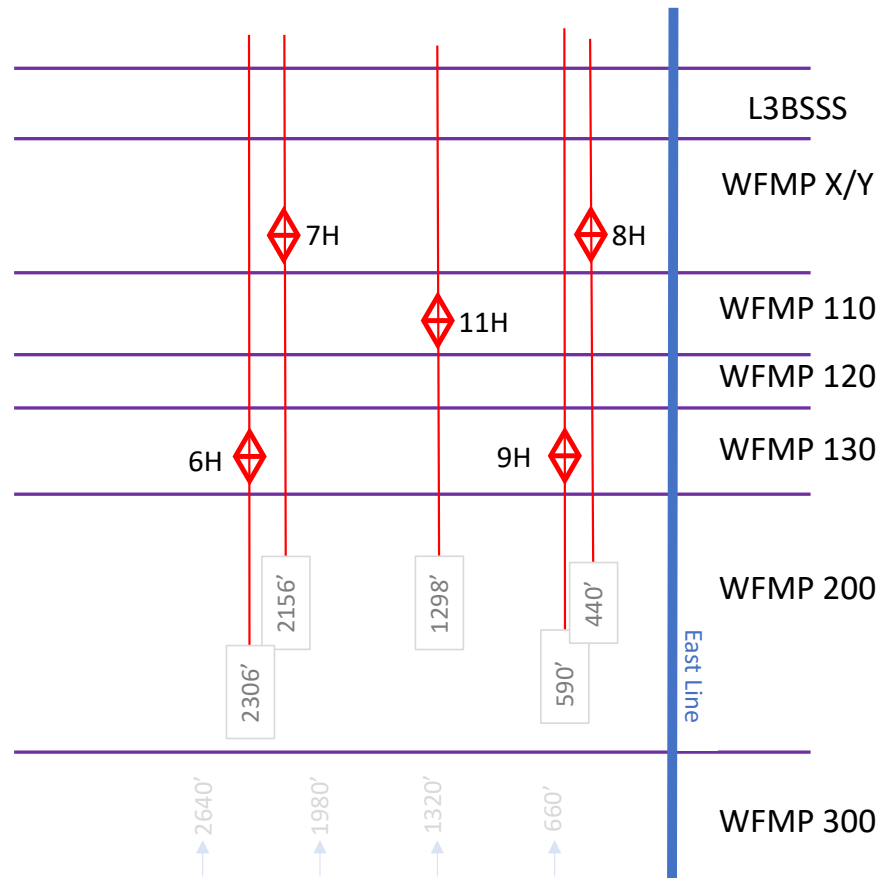 L3BSSS
WFMP X/Y
7H
8H
WFMP 110
11H
WFMP 120
6H
9H
WFMP 130
2156’
1298’
440’
WFMP 200
2306’
590’
East Line
2640’
1980’
1320’
660’
WFMP 300